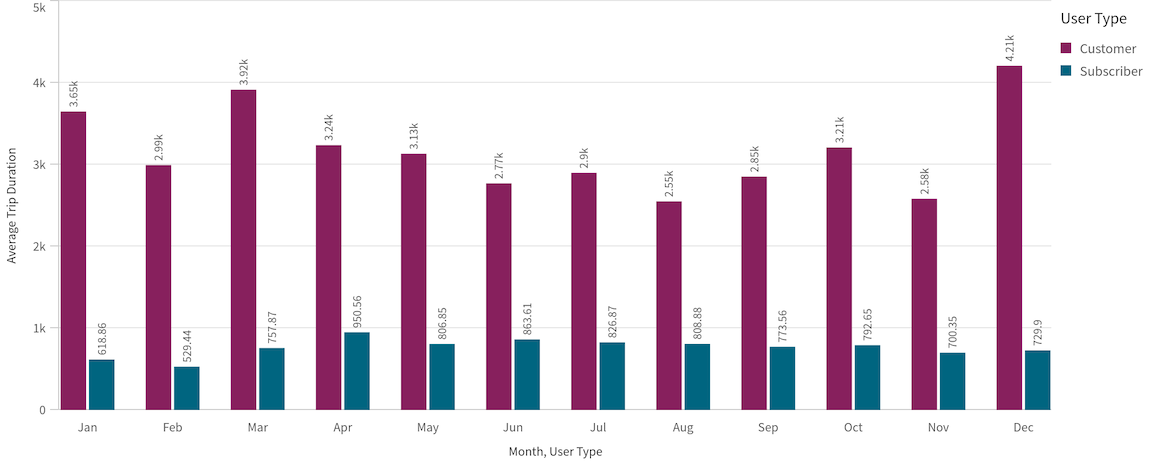 5k
4k
3k
2k
1k
0
Average Trip Duration
3.65k
618.86
2.99k
529.44
3.92k
757.87
3.24k
950.56
3.13k
806.85
2.77k
863.61
2.9k
826.87
2.55k
808.88
2.85k
773.56
3.21k
792.65
2.58k
700.35
4.21k
729.9
Jan Feb Mar Apr May Jun Jul Aug Sep Oct Nov Dec
Month, User Type
User Type
Customer
Subscriber